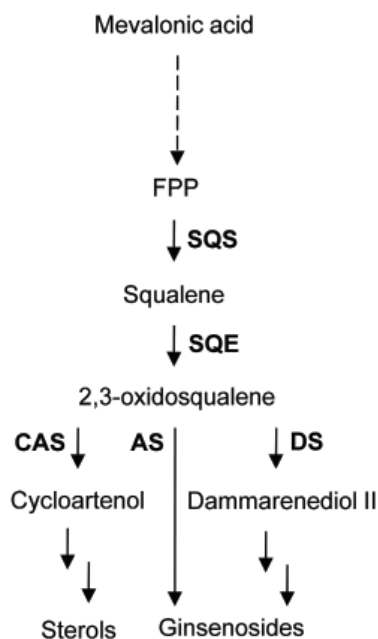 Mevalonic acid
FPP
SQS
Squalene
SQE
2,3-oxidosqualene
CAS AS DS
Cycloartenol Dammarenediol II
Sterols Ginsenosides